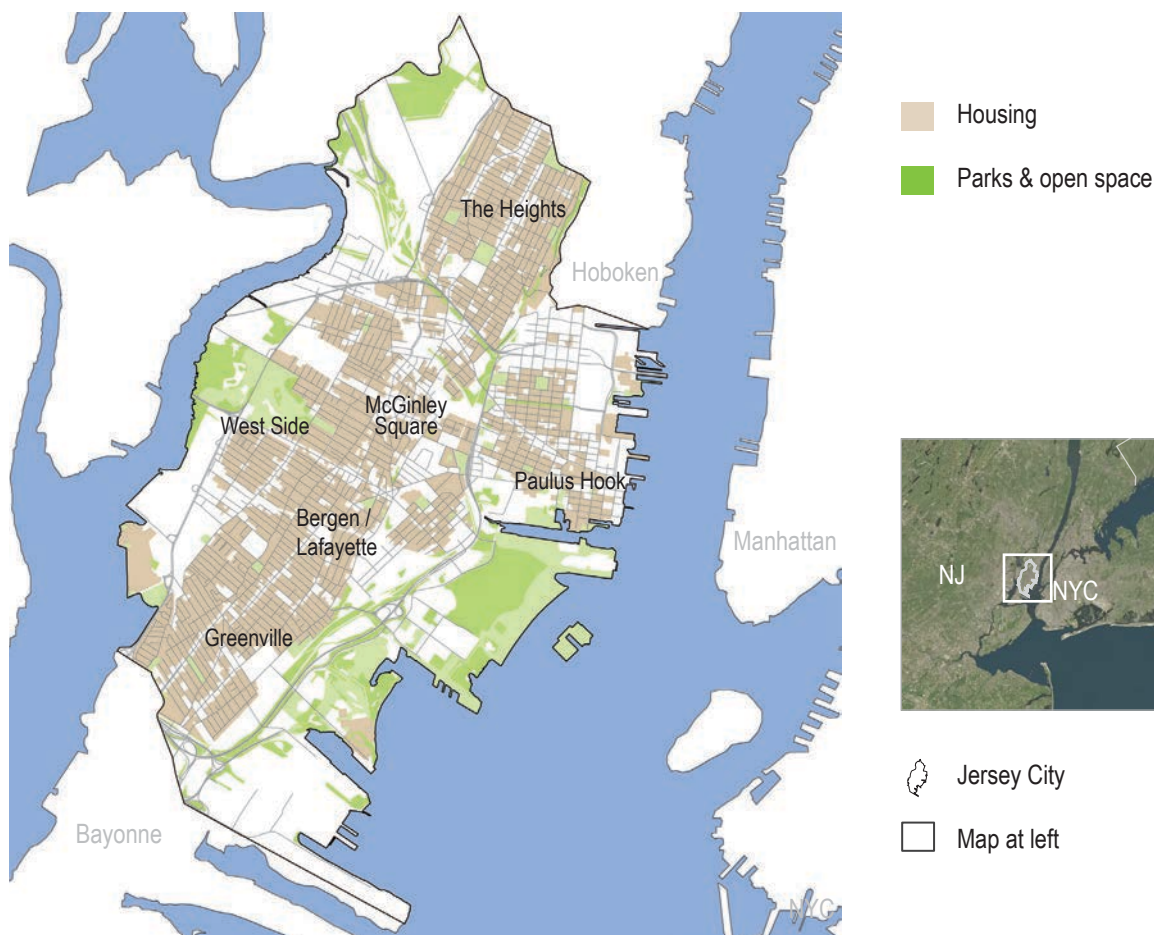 The Heights
Hoboken
McGinley
Square
West Side
Paulus Hook
Bergen /
Lafayette
Manhattan
Greenville
Bayonne
NYC
Housing
Parks & open space
NJ
NYC
Jersey City
Map at left